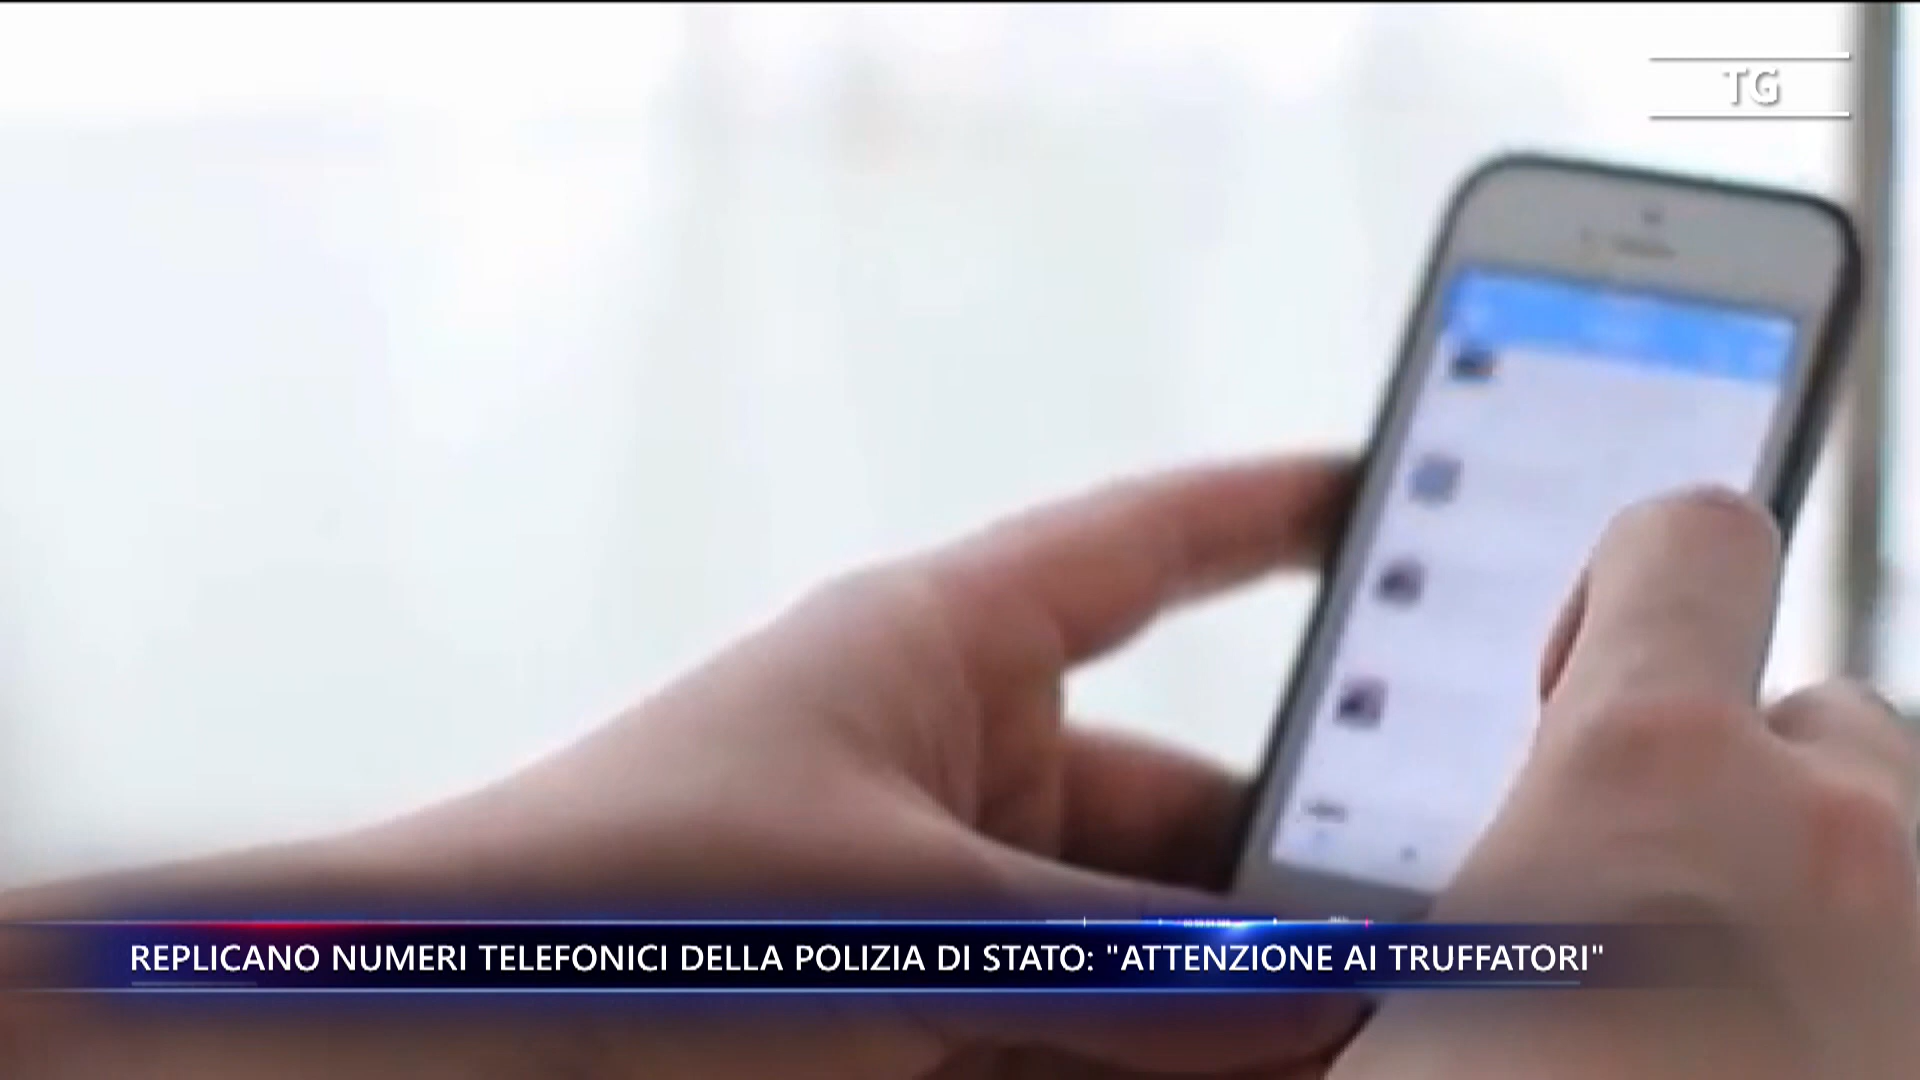 TG
REPLICANO NUMERI TELEFONICI DELLA POLIZIA DI STATO: "ATTENZIONE AI TRUFFATORI"